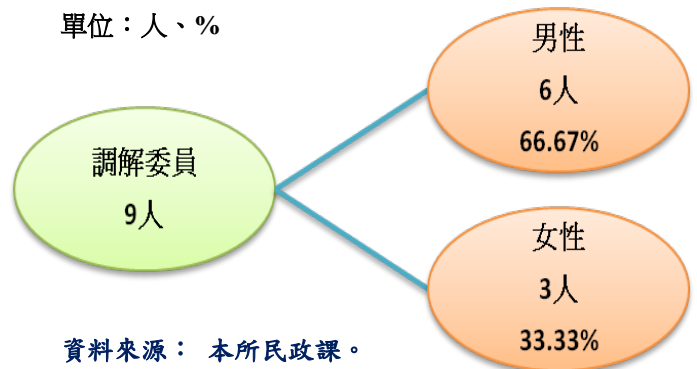 單位：人、%
男性
6人
66.67%
調解委員
9人
女性
3人
33.33%
資料來源： 本所民政課。